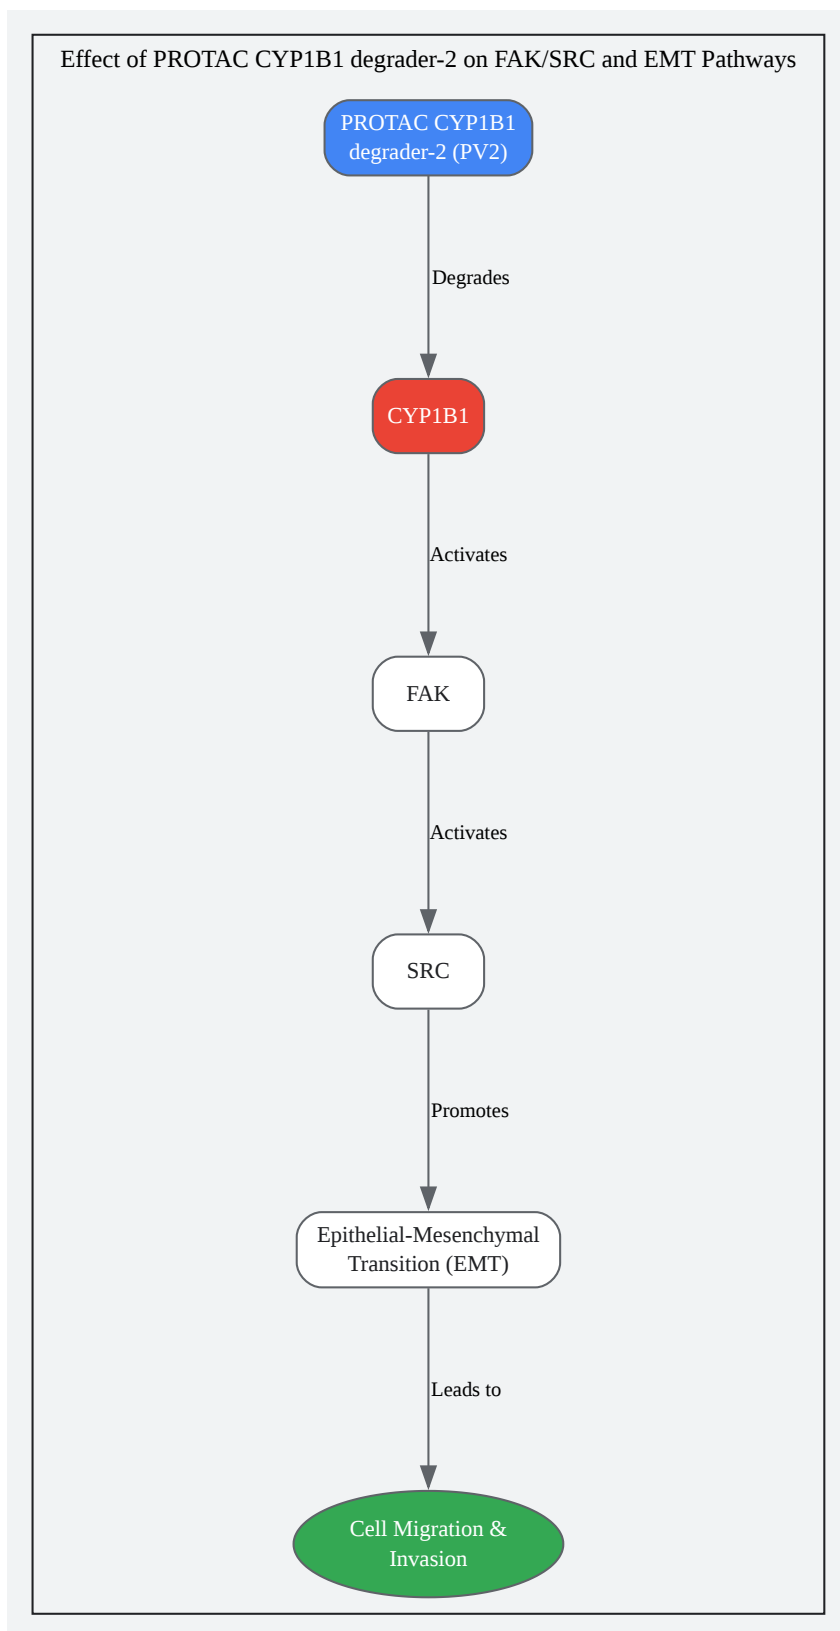 Effect of PROTAC CYP1B1 degrader-2 on FAK/SRC and EMT Pathways
PROTAC CYP1B1
degrader-2 (PV2)
Degrades
CYP1B1
Activates
FAK
Activates
SRC
Promotes
Epithelial-Mesenchymal
Transition (EMT)
Leads to
Cell Migration &
Invasion